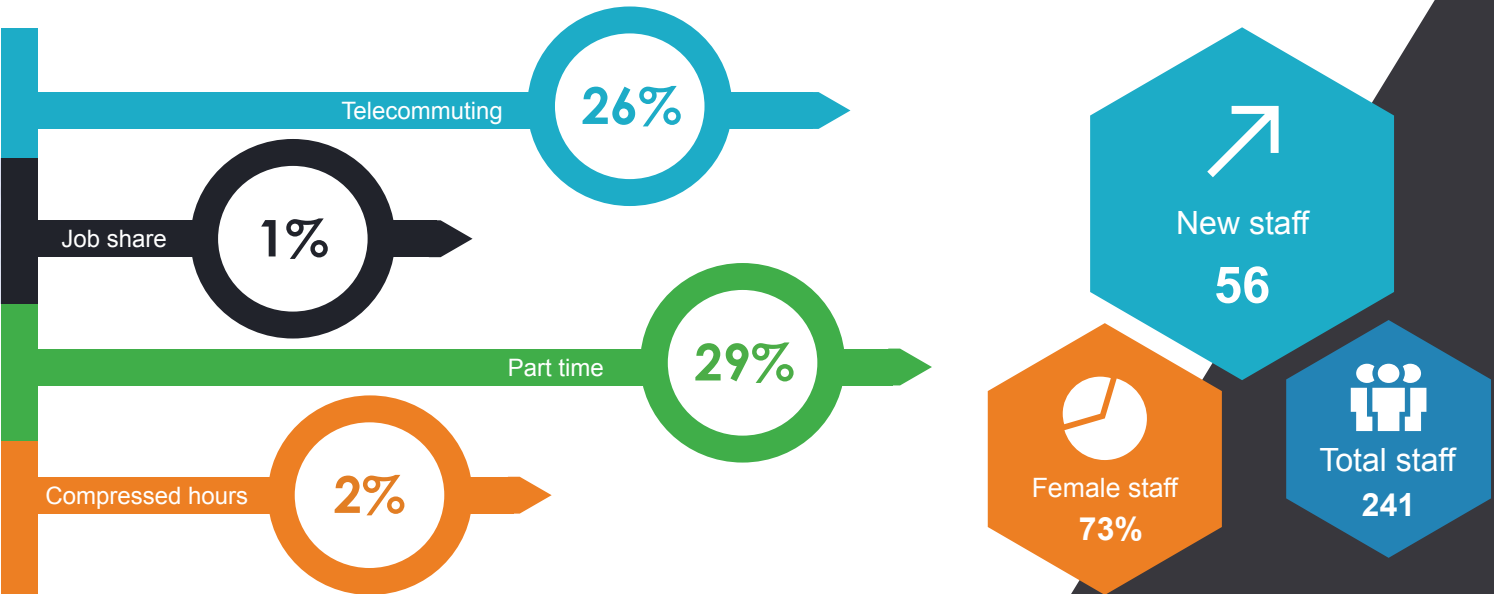 Telecommuting
26%
Job share
1%
Part time
29%
Compressed hours
2%
New staff
56
Female staff
73%
Total staff
241